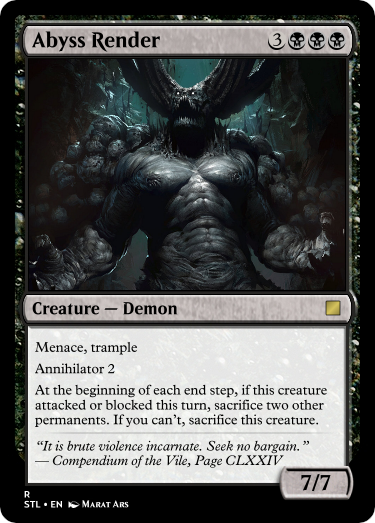 Abyss Render 3
Creature — Demon
Menace, trample
Annihilator 2
At the beginning of each end step, if this creature
attacked or blocked this turn, sacrifice two other
permanents. If you can't, sacrifice this creature.
“It is brute violence incarnate. Seek no bargain.”
— Compendium of the Vile, Page CLXXIV
7/7
R
STL • EN Marat Ars